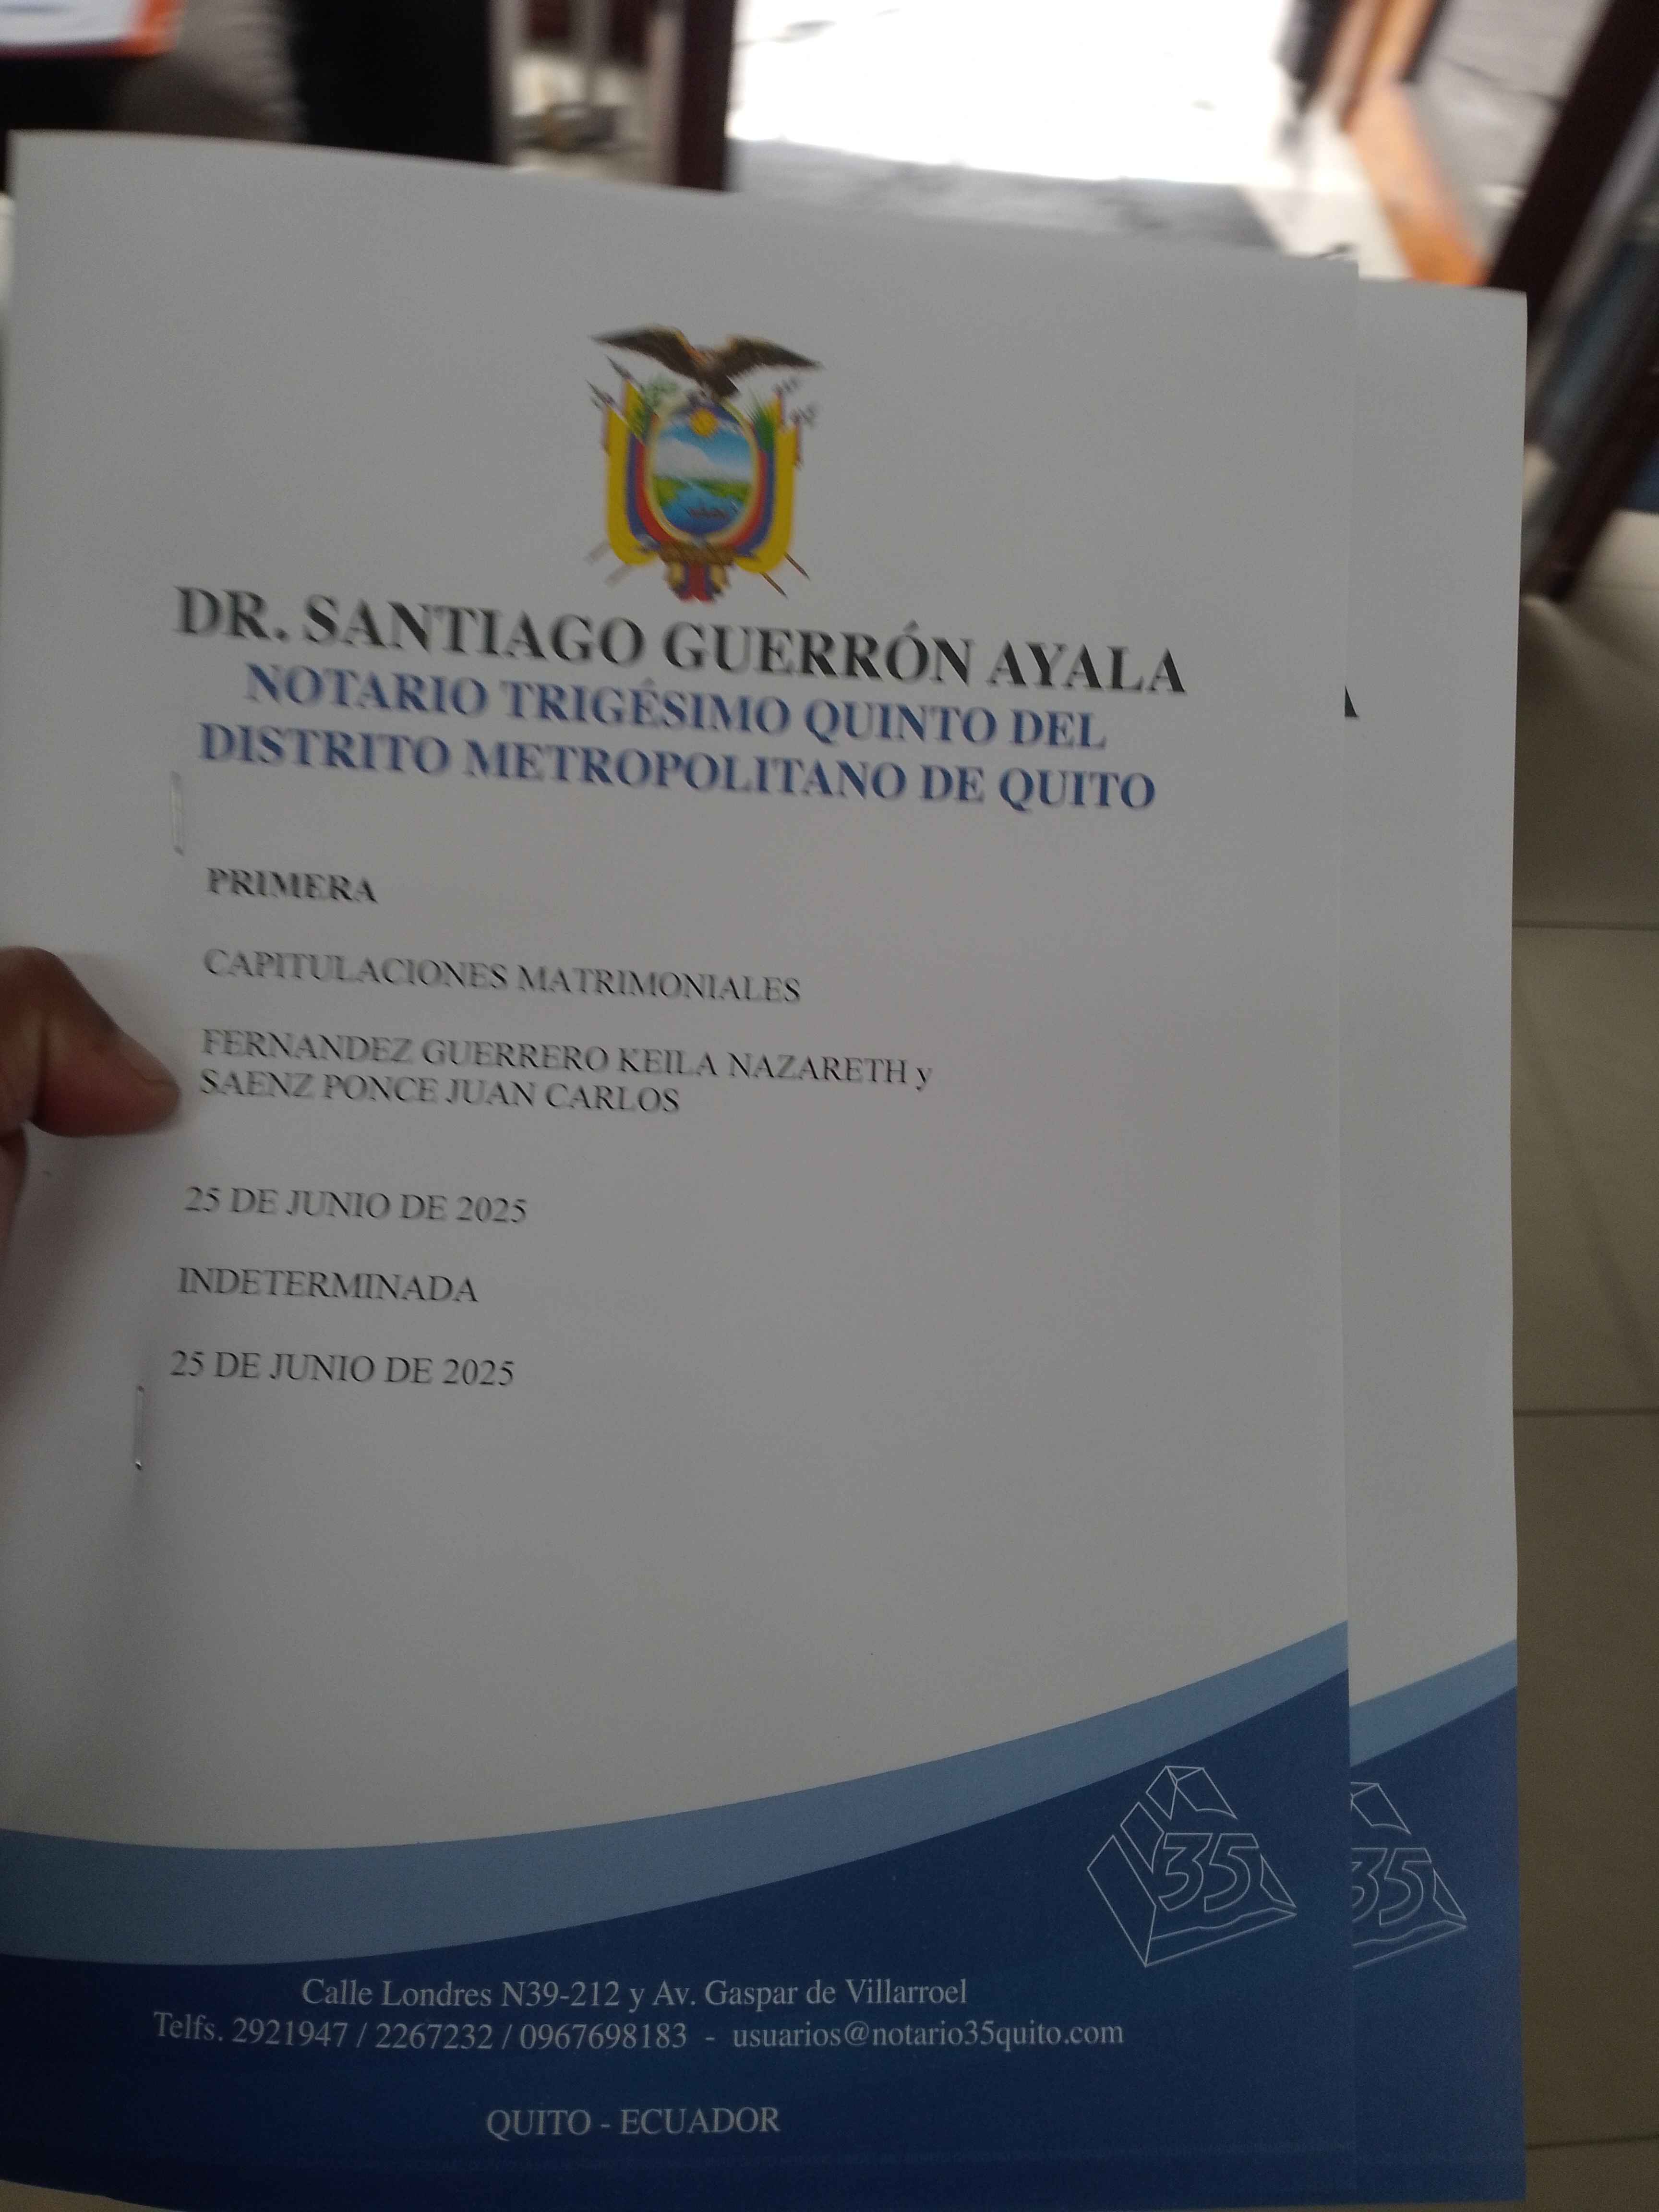 DR. SANTIAGO GUERRÓN AYALA
NOTARIO TRIGÉSIMO QUINTO DEL
DISTRITO METROPOLITANO DE QUITO
PRIMERA
CAPITULACIONES MATRIMONIALES
FERNANDEZ GUERRERO KEILA NAZARETH y
SAENZ PONCE JUAN CARLOS
25 DE JUNIO DE 2025
INDETERMINADA
25 DE JUNIO DE 2025
35
35
Calle Londres N39-212 y Av. Gaspar de Villarroel
Telfs. 2921947 / 2267232 / 0967698183 - usuarios@notario35quito.com
QUITO - ECUADOR